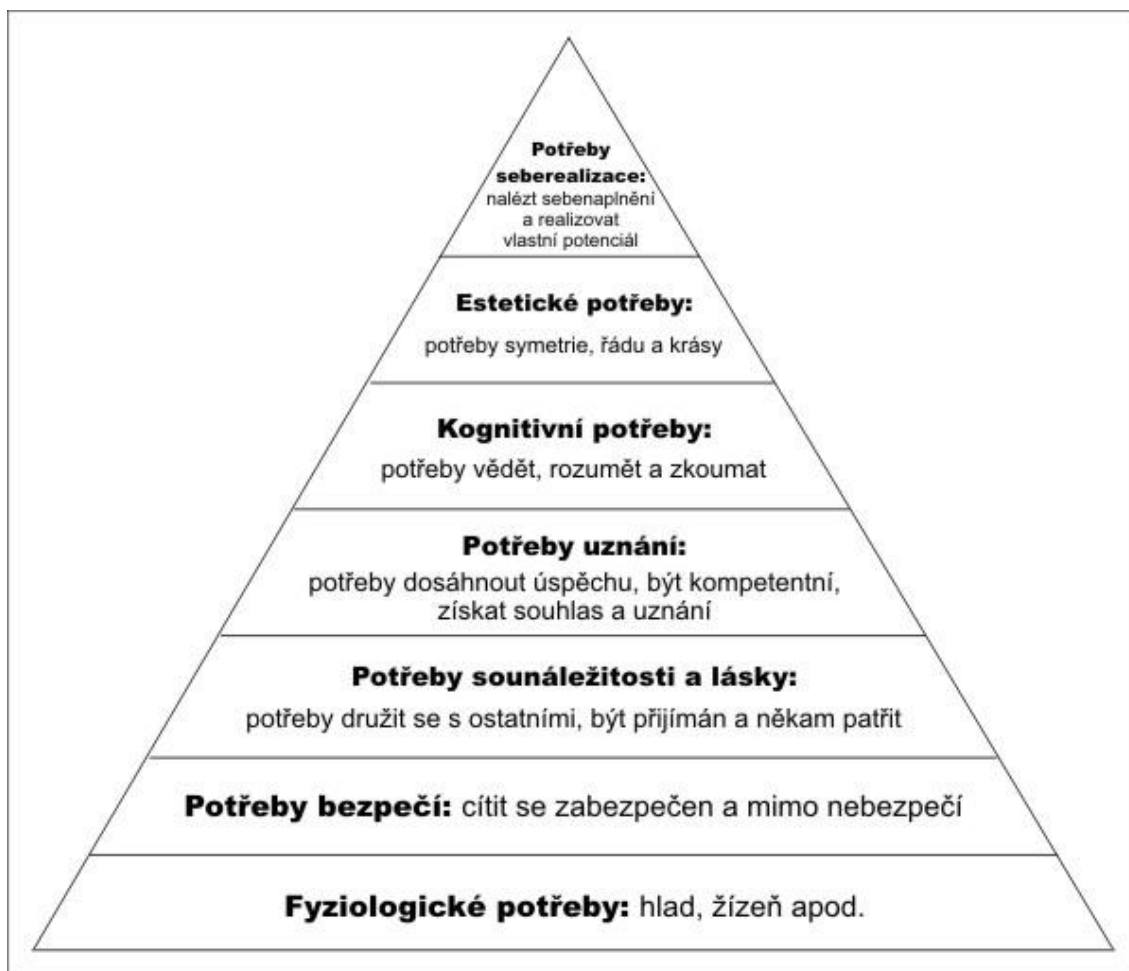 Potřeby
seberealizace:
nalézt sebenaplnění
a realizovat
vlastní potenciál
Estetické potřeby:
potřeby symetrie, řádu a krásy
Kognitivní potřeby:
potřeby vědět, rozumět a zkoumat
Potřeby uznání:
potřeby dosáhnout úspěchu, být kompetentní,
získat souhlas a uznání
Potřeby sounáležitosti a lásky:
potřeby družit se s ostatními, být přijímán a někam patřit
Potřeby bezpečí: cítit se zabezpečen a mimo nebezpečí
Fyziologické potřeby: hlad, žízeň apod.